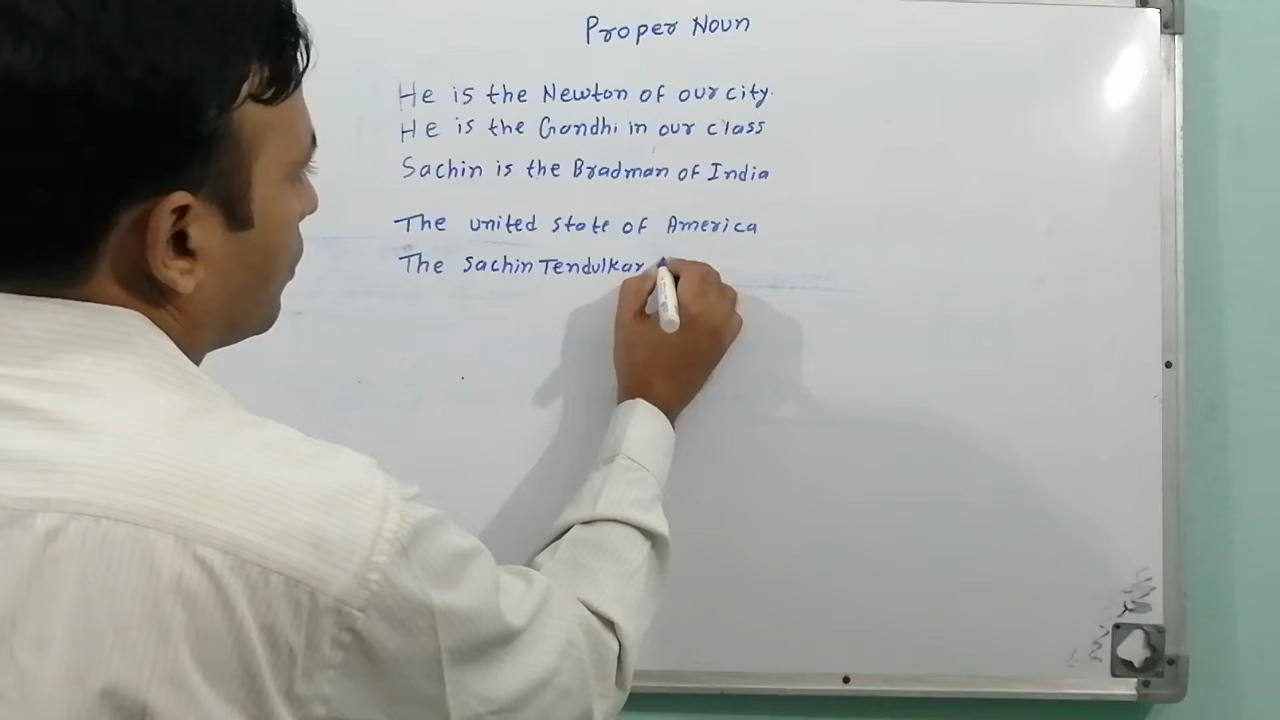 Proper Noun
He is the Newton of our city.
He is the Gandhi in our class
Sachin is the Bradman of India
The united state of America
The Sachin Tendulkar